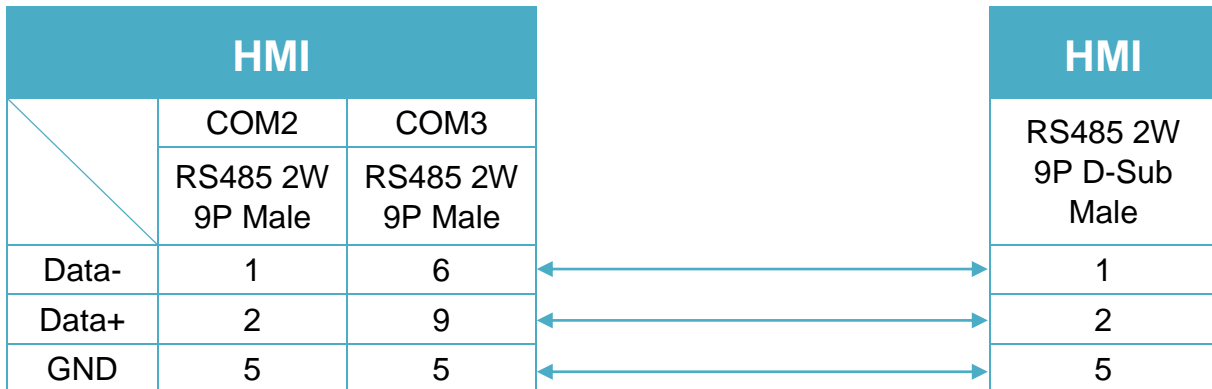 HMI HMI
COM2 COM3
RS485 2W
9P Male
RS485 2W
9P Male
RS485 2W
9P D-Sub
Male
Data- 1 6 1
Data+ 2 9 2
GND 5 5 5